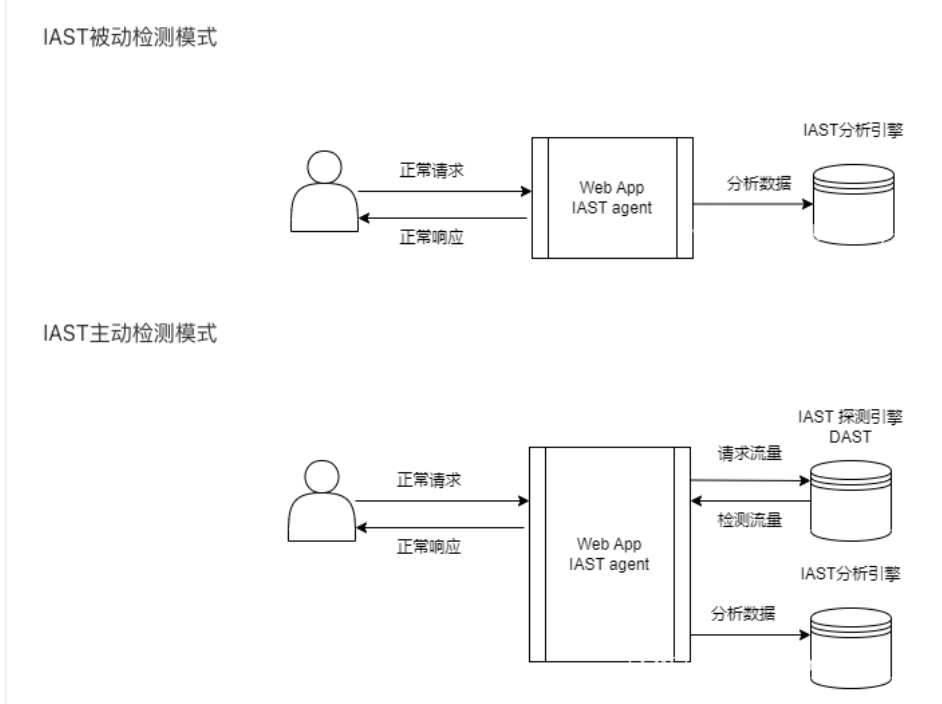 IAST被动检测模式
IAST分析引擎
正常请求
分析数据
Web App
IAST agent
正常响应
IAST主动检测模式
IAST 探测引擎
DAST
请求流量
正常请求
检测流量
正常响应
Web App
IAST agent
IAST分析引擎
分析数据